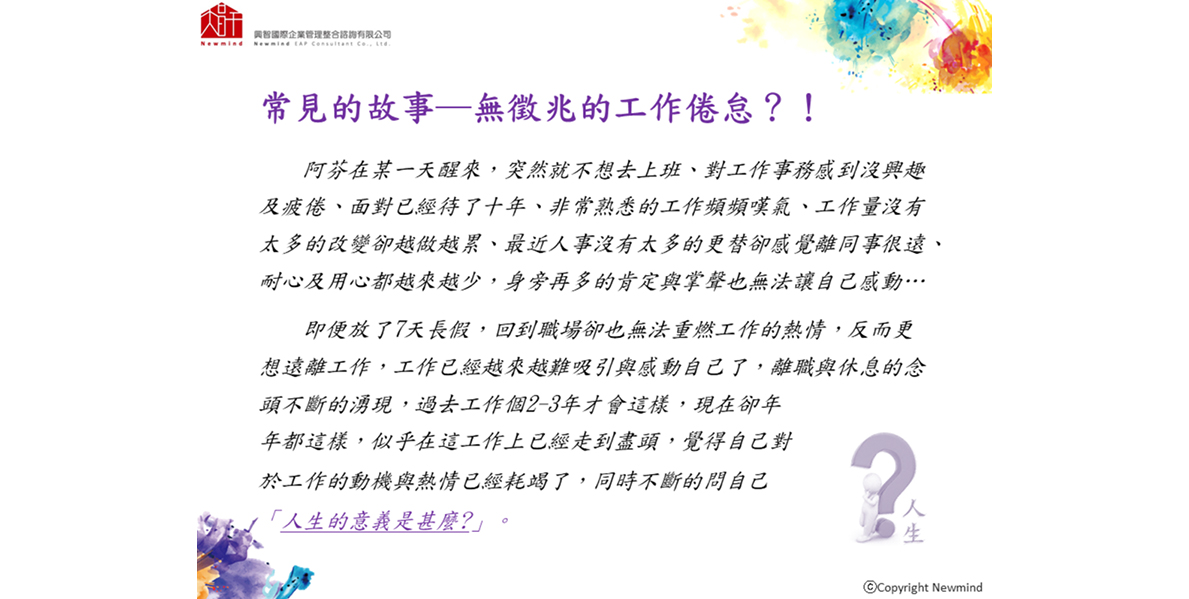 Newmind
興智國際企業管理整合諮詢有限公司
Newmind EAP Consultant Co., Ltd.
常見的故事—無徵兆的工作倦怠？！
阿芬在某一天醒來，突然就不想去上班、對工作事務感到沒興趣
及疲倦、面對已經待了十年、非常熟悉的工作頻頻嘆氣、工作量沒有
太多的改變卻越做越累、最近人事沒有太多的更替卻感覺離同事很遠、
耐心及用心都越來越少，身旁再多的肯定與掌聲也無法讓自己感動…
即便放了7天長假，回到職場卻也無法重燃工作的熱情，反而更
想遠離工作，工作已經越來越難吸引與感動自己了，離職與休息的念
頭不斷的湧現，過去工作個2-3年才會這樣，現在卻年
年都這樣，似乎在這工作上已經走到盡頭，覺得自己對
於工作的動機與熱情已經耗竭了，同時不斷的問自己
「人生的意義是甚麼?」。
人生
ⓒCopyright Newmind